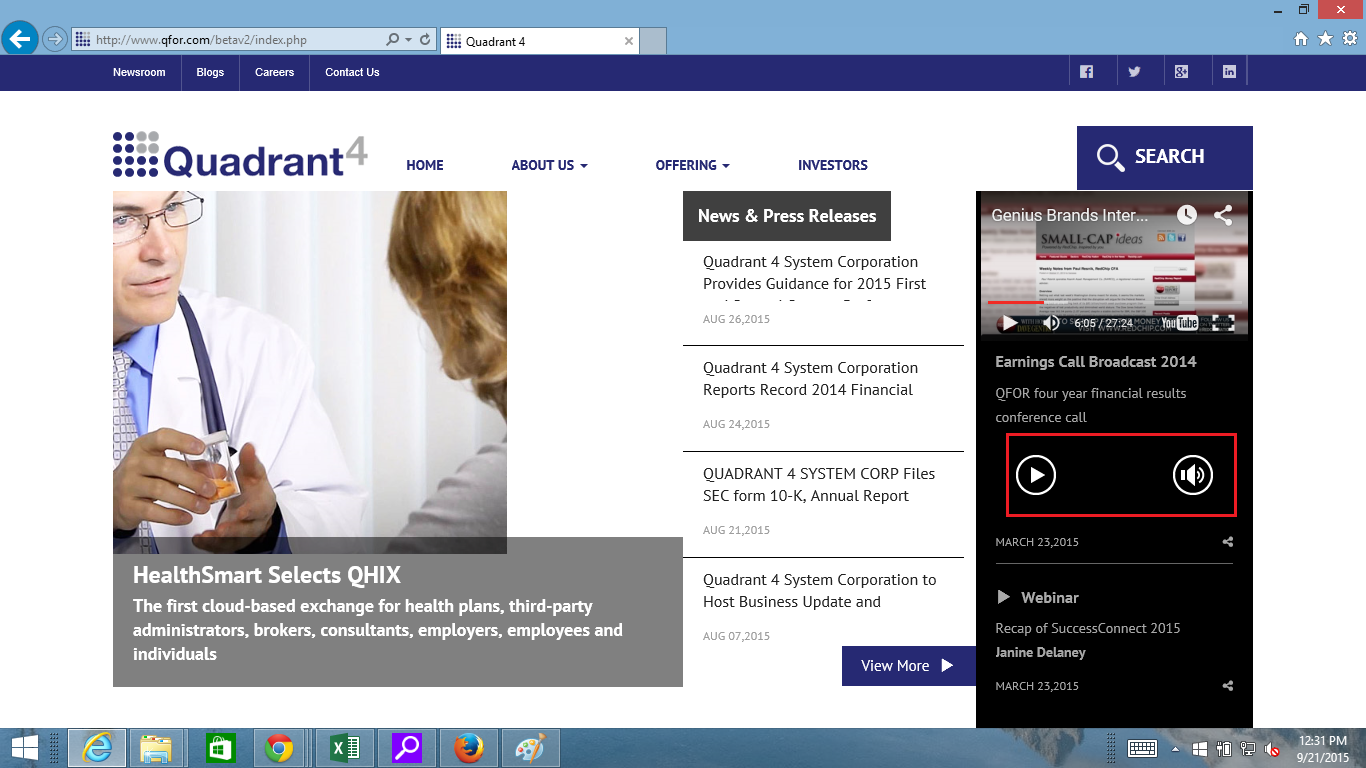 http://www.qfor.com/betav2/index.php
Quadrant 4
Newsroom
Blogs
Careers
Contact Us
Quadrant4
HOME
ABOUT US
OFFERING
INVESTORS
SEARCH
HealthSmart Selects QHIX
The first cloud-based exchange for health plans, third-party
administrators, brokers, consultants, employers, employees and
individuals
News & Press Releases
Quadrant 4 System Corporation
Provides Guidance for 2015 First
AUG 26,2015
Quadrant 4 System Corporation
Reports Record 2014 Financial
AUG 24,2015
QUADRANT 4 SYSTEM CORP Files
SEC form 10-K, Annual Report
AUG 21,2015
Quadrant 4 System Corporation to
Host Business Update and
AUG 07,2015
View More
Genius Brands Inter...
SMALL-CAP ideas
6:05 / 27:24
YouTube
Earnings Call Broadcast 2014
QFOR four year financial results
conference call
MARCH 23,2015
Webinar
Recap of SuccessConnect 2015
Janine Delaney
MARCH 23,2015
12:31 PM
9/21/2015